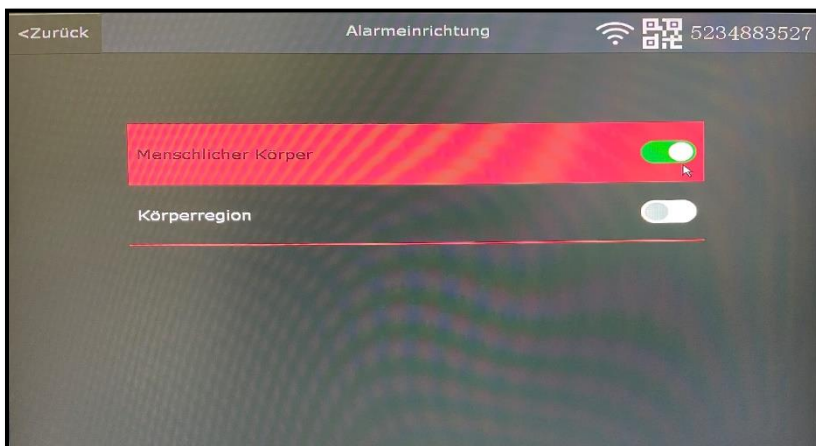 <Zurück
Alarmeinrichtung
5234883527
Menschlicher Körper
Körperregion